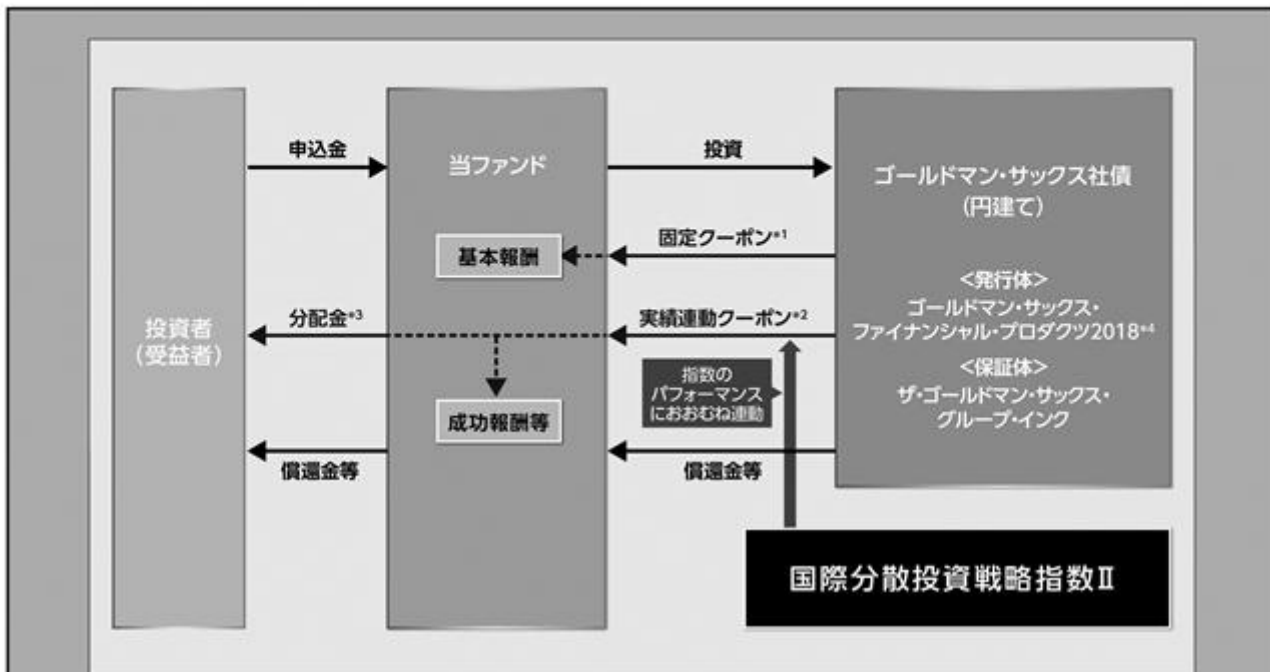 投資者
(受益者)
申込金
分配金*3
償還金等
当ファンド
基本報酬
成功報酬等
投資
固定クーポン*1
実績連動クーポン*2
指数の
パフォーマンス
におおむね連動
償還金等
ゴールドマン・サックス社債
(円建て)
<発行体>
ゴールドマン・サックス・
ファイナンシャル・プロダクツ2018*4
<保証体>
ザ・ゴールドマン・サックス・
グループ・インク
国際分散投資戦略指数Ⅱ